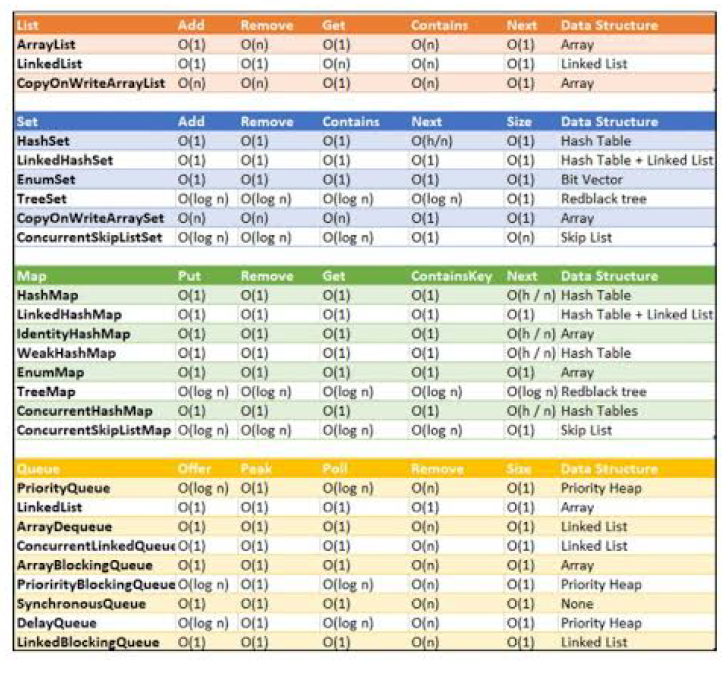 List Add Remove Get Contains Next Data Structure
ArrayList O(1) O(n) O(1) O(n) O(1) Array
LinkedList O(1) O(1) O(n) O(n) O(1) Linked List
CopyOnWriteArrayList O(n) O(n) O(1) O(n) O(1) Array
Set Add Remove Contains Next Size Data Structure
HashSet O(1) O(1) O(1) O(h/n) O(1) Hash Table
LinkedHashSet O(1) O(1) O(1) O(1) O(1) Hash Table + Linked List
EnumSet O(1) O(1) O(1) O(1) O(1) Bit Vector
TreeSet O(log n) O(log n) O(log n) O(log n) O(1) Redblack tree
CopyOnWriteArraySet O(n) O(n) O(n) O(1) O(1) Array
ConcurrentSkipListSet O(log n) O(log n) O(log n) O(1) O(n) Skip List
Map Put Remove Get ContainsKey Next Data Structure
HashMap O(1) O(1) O(1) O(1) O(h / n) Hash Table
LinkedHashMap O(1) O(1) O(1) O(1) O(1) Hash Table + Linked List
IdentityHashMap O(1) O(1) O(1) O(1) O(h / n) Array
WeakHashMap O(1) O(1) O(1) O(1) O(h / n) Hash Table
EnumMap O(1) O(1) O(1) O(1) O(1) Array
TreeMap O(log n) O(log n) O(log n) O(log n) O(log n) Redblack tree
ConcurrentHashMap O(1) O(1) O(1) O(1) O(h / n) Hash Tables
ConcurrentSkipListMap O(log n) O(log n) O(log n) O(log n) O(1) Skip List
Queue Offer Peak Poll Remove Size Data Structure
PriorityQueue O(log n) O(1) O(log n) O(n) O(1) Priority Heap
LinkedList O(1) O(1) O(1) O(1) O(1) Array
ArrayDequeue O(1) O(1) O(1) O(n) O(1) Linked List
ConcurrentLinkedQueue O(1) O(1) O(1) O(n) O(1) Linked List
ArrayBlockingQueue O(1) O(1) O(1) O(n) O(1) Array
PrioririityBlockingQueue O(log n) O(1) O(log n) O(n) O(1) Priority Heap
SynchronousQueue O(1) O(1) O(1) O(n) O(1) None
DelayQueue O(log n) O(1) O(log n) O(n) O(1) Priority Heap
LinkedBlockingQueue O(1) O(1) O(1) O(n) O(1) Linked List